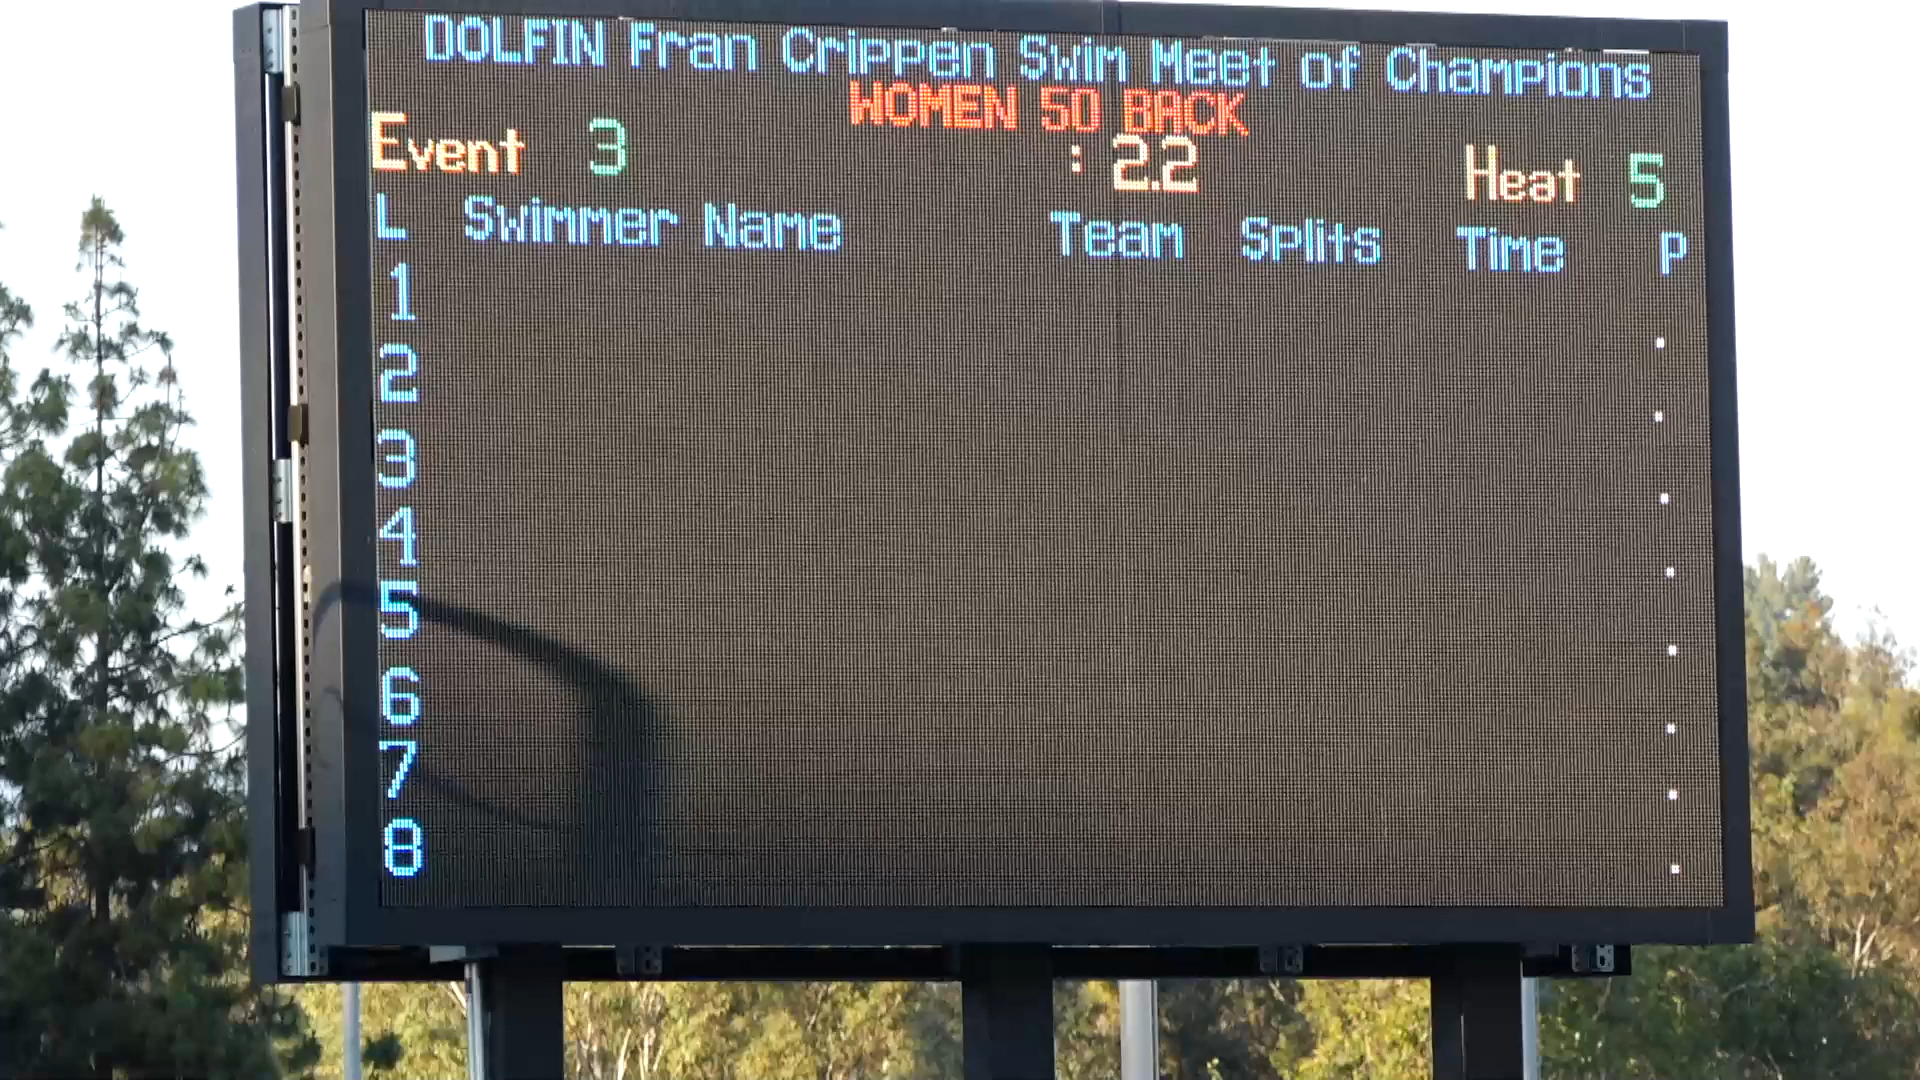 DOLFIN Fran Crippen Swim Meet of Champions
WOMEN 50 BACK
Event 3 : 2.2 Heat 5
L Swimmer Name Team Splits Time P
1
2
3
4
5
6
7
8